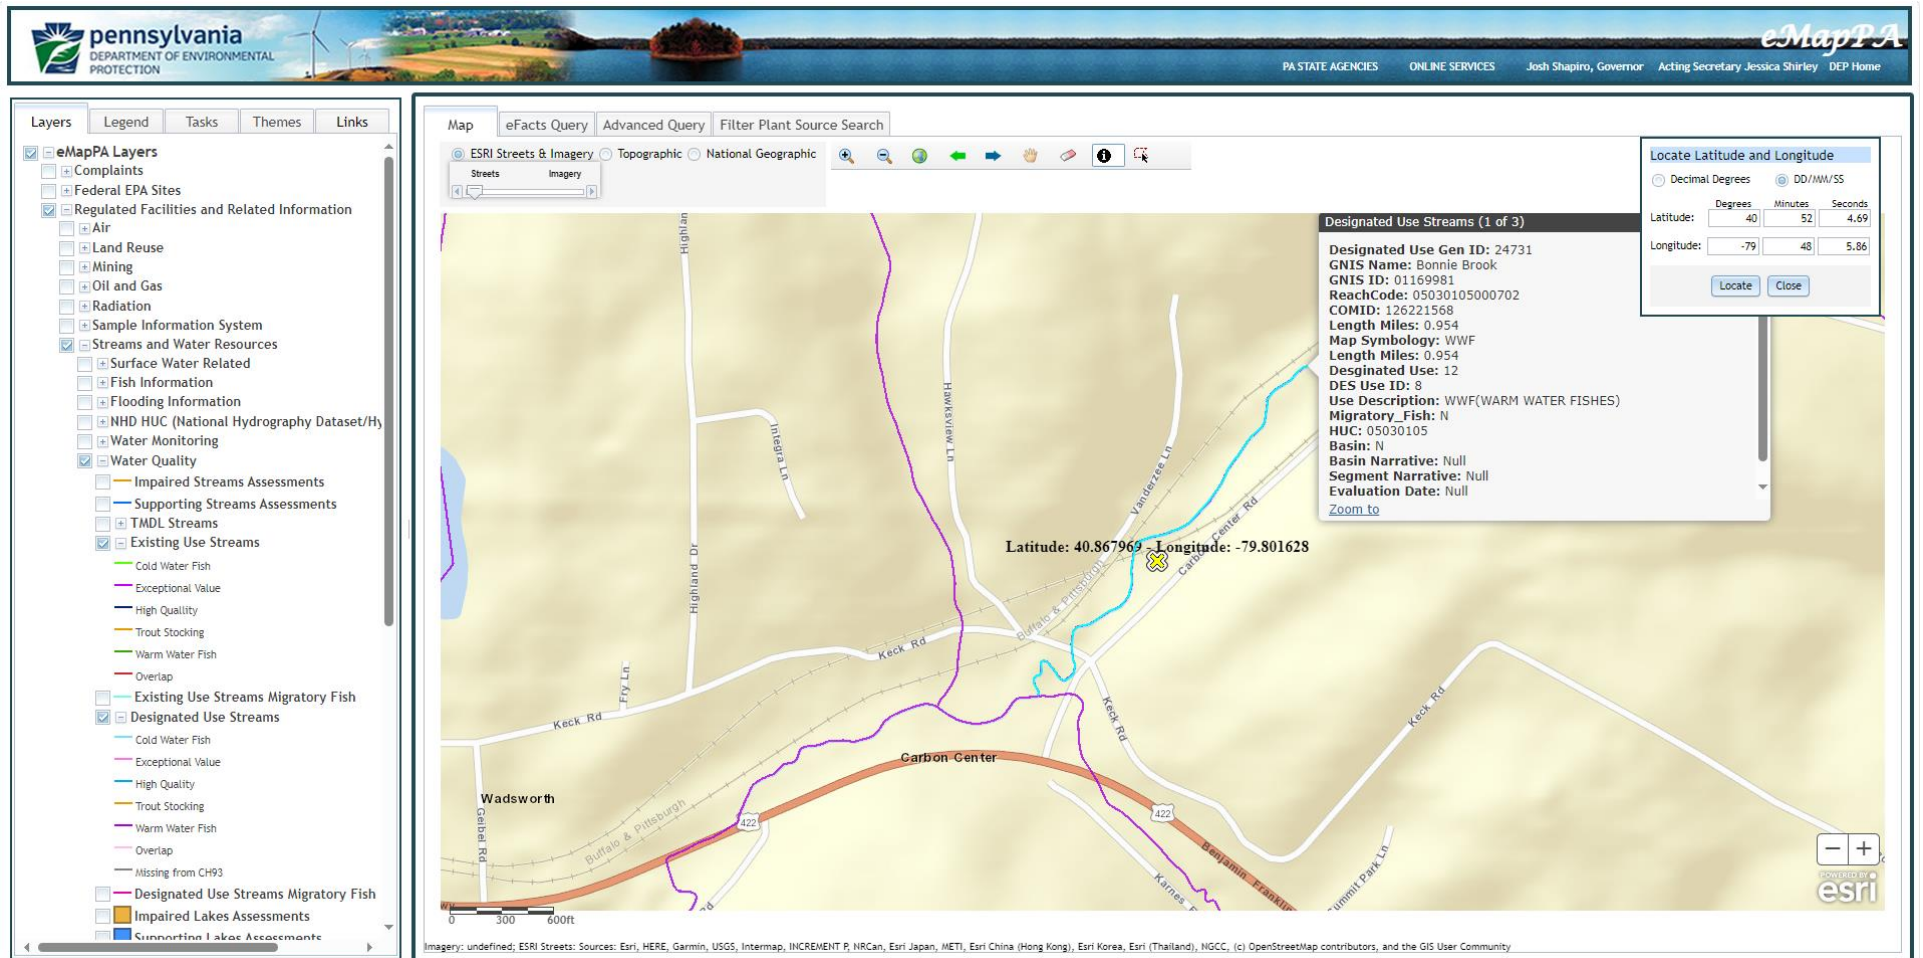 pennsylvania
DEPARTMENT OF ENVIRONMENTAL
PROTECTION
eMapPA
PA STATE AGENCIES ONLINE SERVICES Josh Shapiro, Governor Acting Secretary Jessica Shirley DEP Home
Layers Legend Tasks Themes Links
eMapPA Layers
Complaints
Federal EPA Sites
Regulated Facilities and Related Information
Air
Land Reuse
Mining
Oil and Gas
Radiation
Sample Information System
Streams and Water Resources
Surface Water Related
Fish Information
Flooding Information
NHD HUC (National Hydrography Dataset/Hy
Water Monitoring
Water Quality
Impaired Streams Assessments
Supporting Streams Assessments
TMDL Streams
Existing Use Streams
Cold Water Fish
Exceptional Value
High Quallity
Trout Stocking
Warm Water Fish
Overlap
Existing Use Streams Migratory Fish
Designated Use Streams
Cold Water Fish
Exceptional Value
High Quality
Trout Stocking
Warm Water Fish
Overlap
Missing from CH93
Designated Use Streams Migratory Fish
Impaired Lakes Assessments
Supporting Lakes Assessments
Map eFacts Query Advanced Query Filter Plant Source Search
ESRI Streets & Imagery Topographic National Geographic
Streets Imagery
Locate Latitude and Longitude
Decimal Degrees DD/MM/SS
Degrees Minutes Seconds
Latitude: 40 52 4.69
Longitude: -79 48 5.86
Locate Close
Designated Use Streams (1 of 3)
Designated Use Gen ID: 24731
GNIS Name: Bonnie Brook
GNIS ID: 01169981
ReachCode: 05030105000702
COMID: 126221568
Length Miles: 0.954
Map Symbology: WWF
Length Miles: 0.954
Desginated Use: 12
DES Use ID: 8
Use Description: WWF(WARM WATER FISHES)
Migratory_Fish: N
HUC: 05030105
Basin: N
Basin Narrative: Null
Segment Narrative: Null
Evaluation Date: Null
Zoom to
Highlan
Integra Ln
Hawksview Ln
Vanderzee Ln
Carbon Center Rd
Latitude: 40.867969 - Longitude: -79.801628
Highland Dr
Buffalo & Pittsburgh
Keck Rd
Fry Ln
Keck Rd
Keck Rd
Keck Rd
Carbon Center
Wadsworth
Geibel Rd
Buffalo & Pittsburgh
422
422
Benjamin Franklin
Karnes
Summit Park Ln
Rd
wy
0 300 600ft
POWERED BY
esri
Imagery: undefined; ESRI Streets: Sources: Esri, HERE, Garmin, USGS, Intermap, INCREMENT P, NRCan, Esri Japan, METI, Esri China (Hong Kong), Esri Korea, Esri (Thailand), NGCC, (c) OpenStreetMap contributors, and the GIS User Community